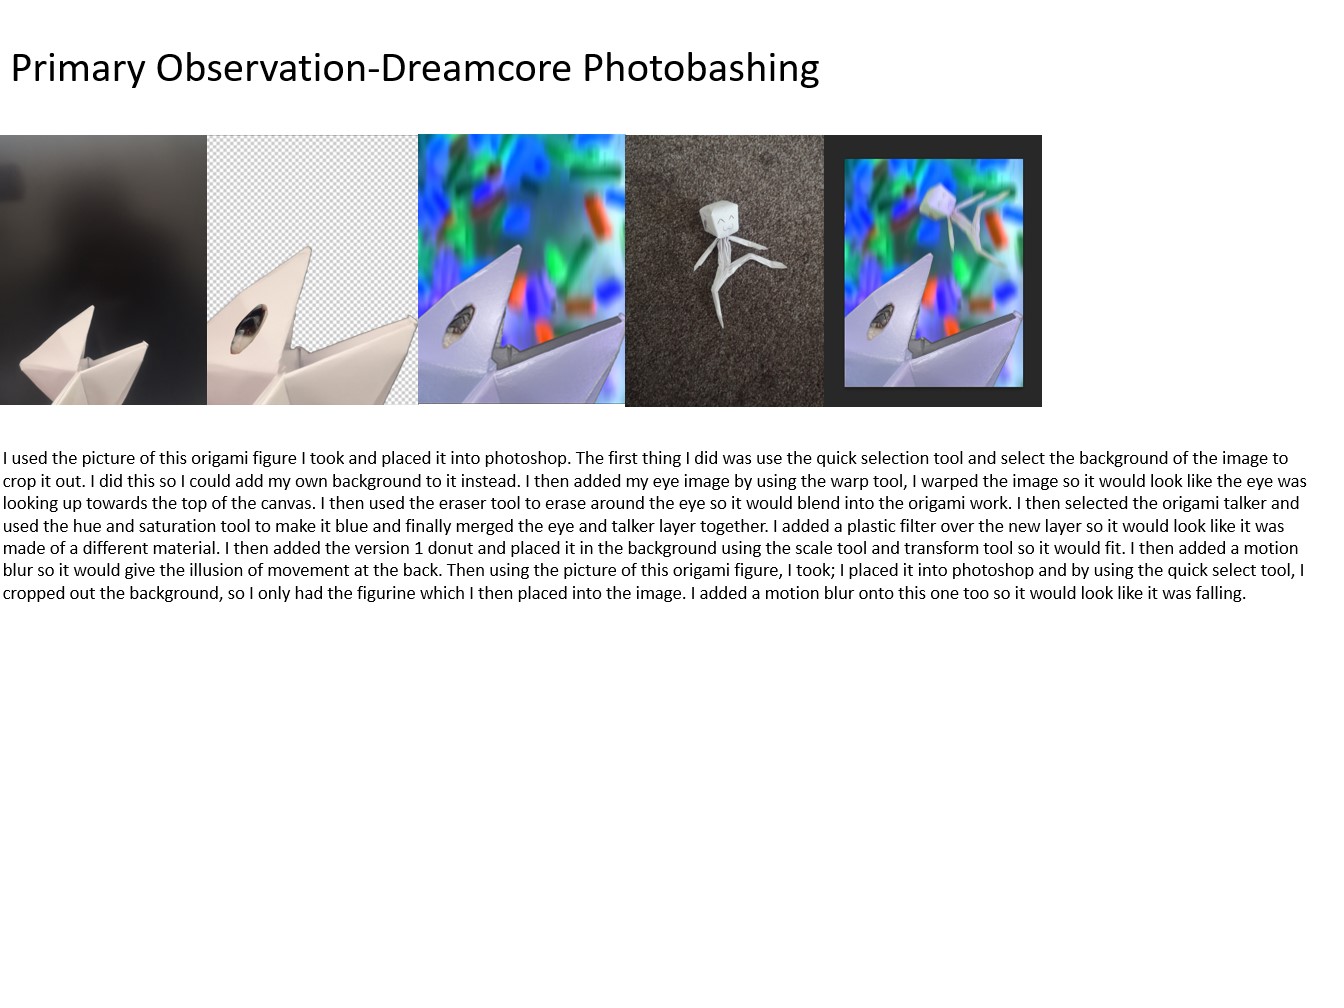 Primary Observation-Dreamcore Photobashing
I used the picture of this origami figure I took and placed it into photoshop. The first thing I did was use the quick selection tool and select the background of the image to
crop it out. I did this so I could add my own background to it instead. I then added my eye image by using the warp tool, I warped the image so it would look like the eye was
looking up towards the top of the canvas. I then used the eraser tool to erase around the eye so it would blend into the origami work. I then selected the origami talker and
used the hue and saturation tool to make it blue and finally merged the eye and talker layer together. I added a plastic filter over the new layer so it would look like it was
made of a different material. I then added the version 1 donut and placed it in the background using the scale tool and transform tool so it would fit. I then added a motion
blur so it would give the illusion of movement at the back. Then using the picture of this origami figure, I took; I placed it into photoshop and by using the quick select tool, I
cropped out the background, so I only had the figurine which I then placed into the image. I added a motion blur onto this one too so it would look like it was falling.